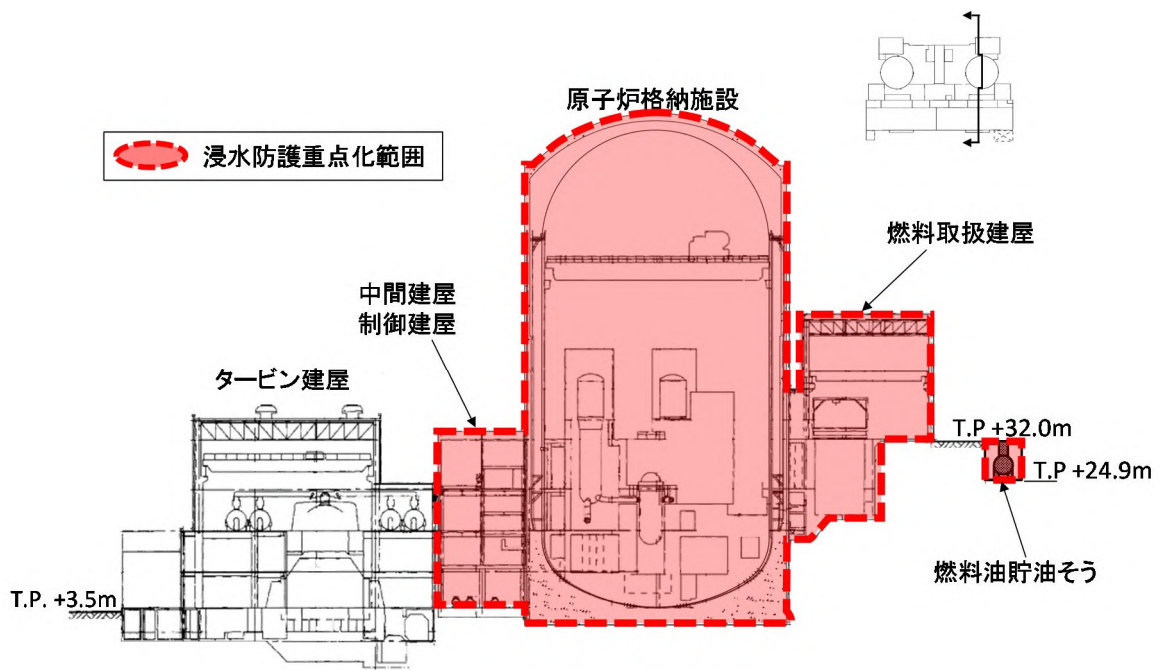 原子炉格納施設
浸水防護重点化範囲
燃料取扱建屋
中間建屋
制御建屋
タービン建屋
T.P +32.0m
T.P +24.9m
燃料油貯油そう
T.P. +3.5m